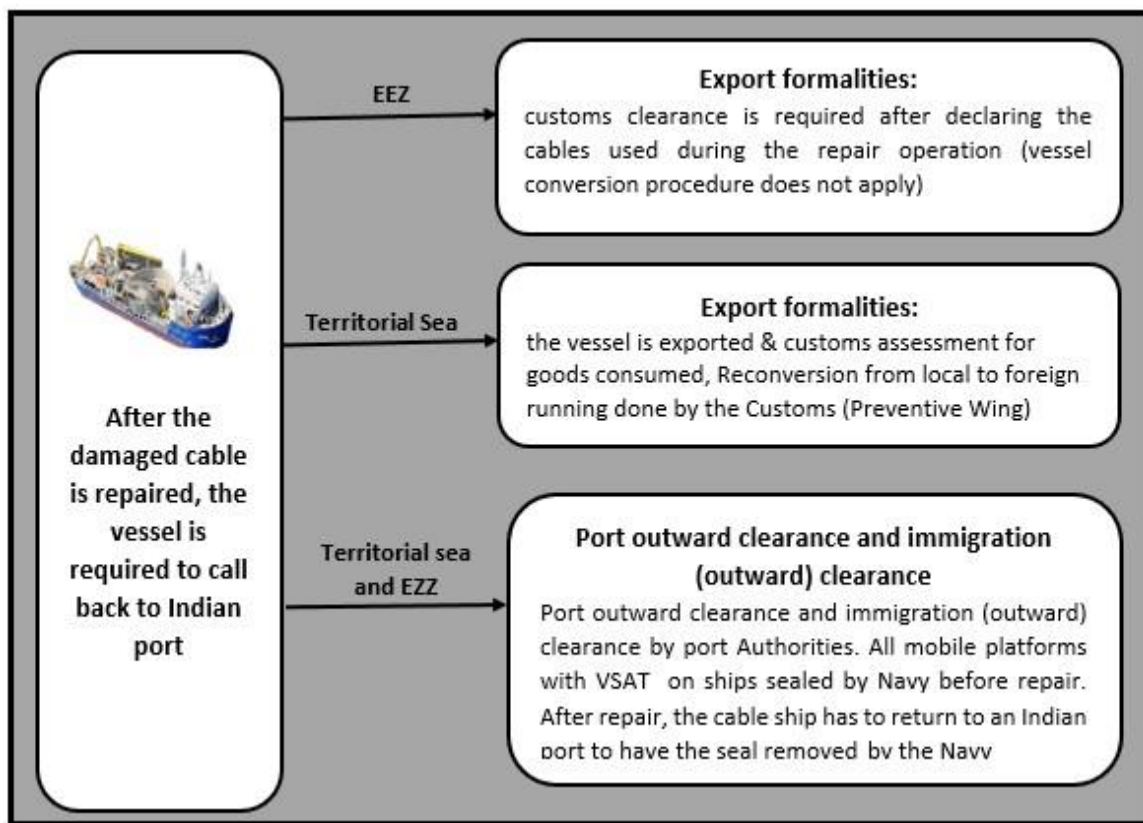 After the
damaged cable
is repaired, the
vessel is
required to call
back to Indian
port
EEZ
Export formalities:
customs clearance is required after declaring the
cables used during the repair operation (vessel
conversion procedure does not apply)
Territorial Sea
Export formalities:
the vessel is exported & customs assessment for
goods consumed, Reconversion from local to foreign
running done by the Customs (Preventive Wing)
Territorial sea
and EZZ
Port outward clearance and immigration
(outward) clearance
Port outward clearance and immigration (outward)
clearance by port Authorities. All mobile platforms
with VSAT on ships sealed by Navy before repair.
After repair, the cable ship has to return to an Indian
port to have the seal removed by the Navy